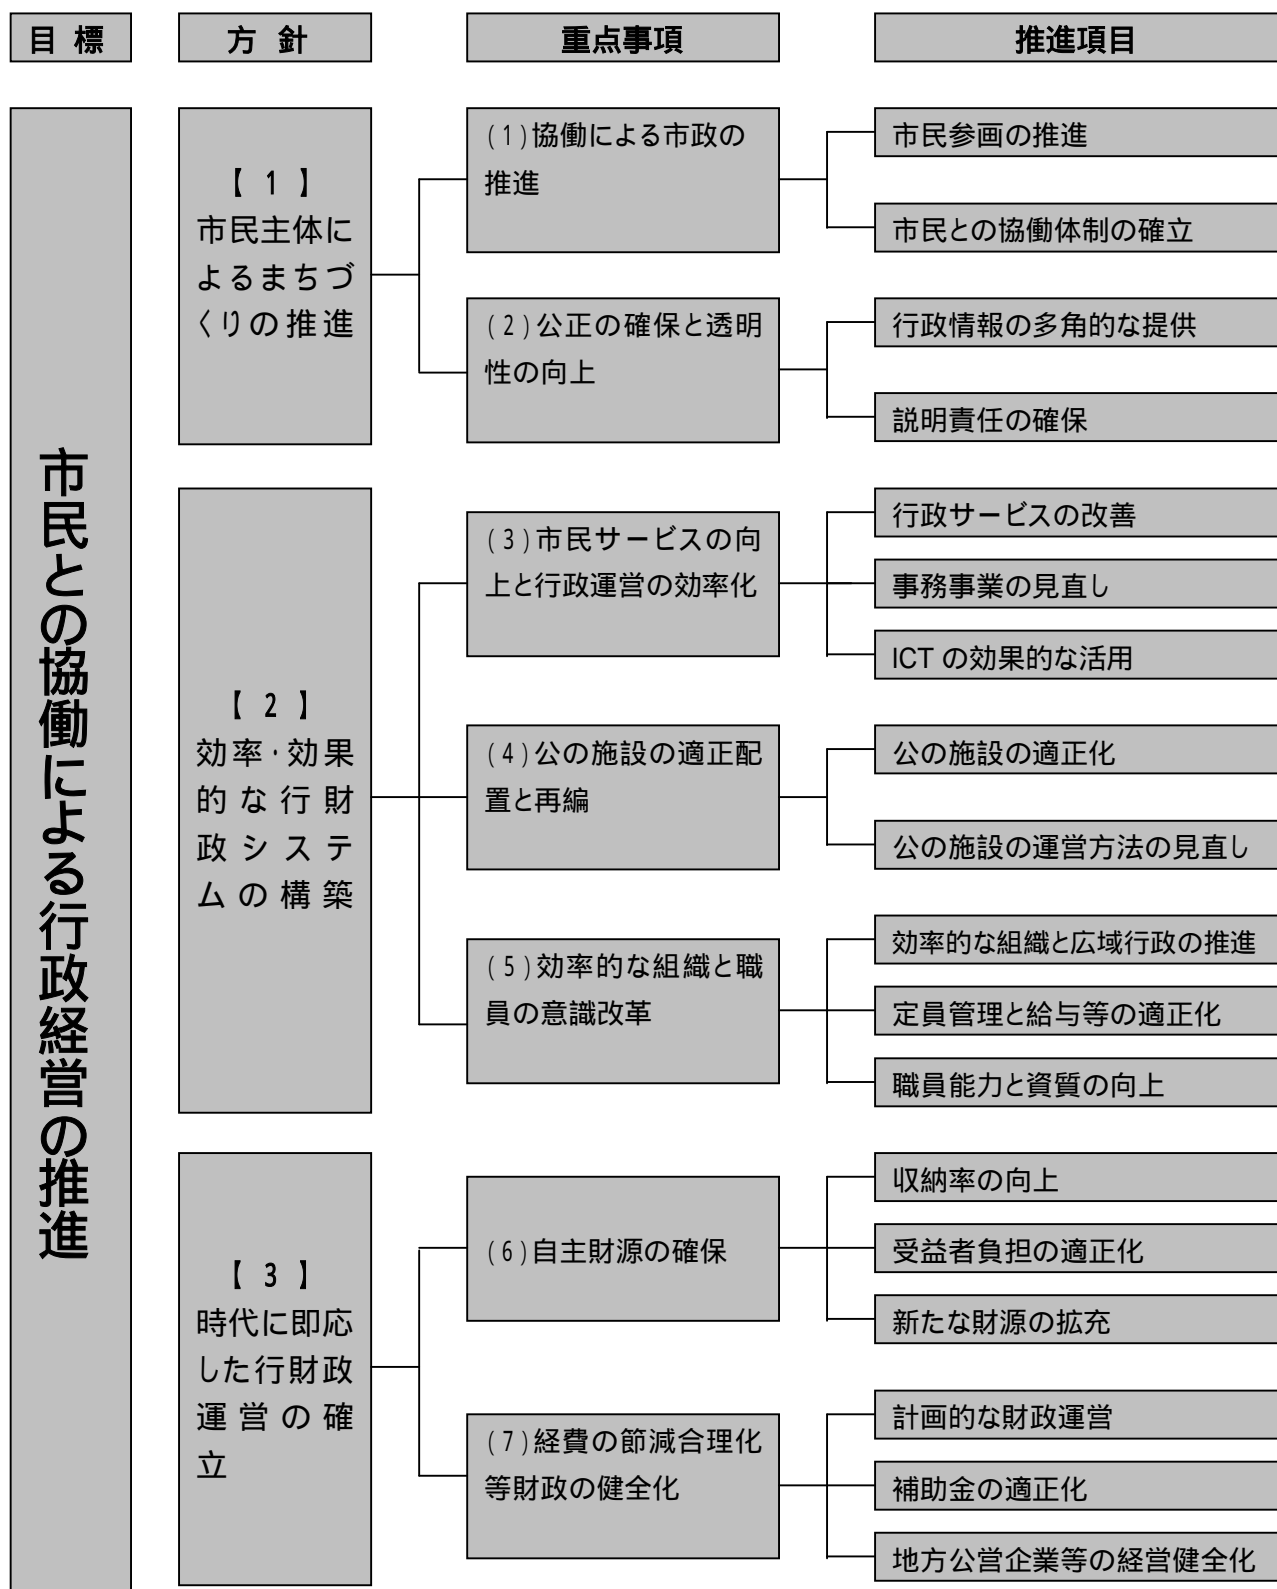 目 標
方 針
重点事項
推進項目
市民との協働による行政経営の推進
【 1 】
市民主体に
よるまちづ
くりの推進
(1)協働による市政の
推進
市民参画の推進
市民との協働体制の確立
(2)公正の確保と透明
性の向上
行政情報の多角的な提供
説明責任の確保
【 2 】
効率・効果
的な行財
政システ
ムの構築
(3)市民サービスの向
上と行政運営の効率化
行政サービスの改善
事務事業の見直し
ICT の効果的な活用
(4)公の施設の適正配
置と再編
公の施設の適正化
公の施設の運営方法の見直し
(5)効率的な組織と職
員の意識改革
効率的な組織と広域行政の推進
定員管理と給与等の適正化
職員能力と資質の向上
【 3 】
時代に即応
した行財政
運営の確
立
(6)自主財源の確保
収納率の向上
受益者負担の適正化
新たな財源の拡充
(7)経費の節減合理化
等財政の健全化
計画的な財政運営
補助金の適正化
地方公営企業等の経営健全化